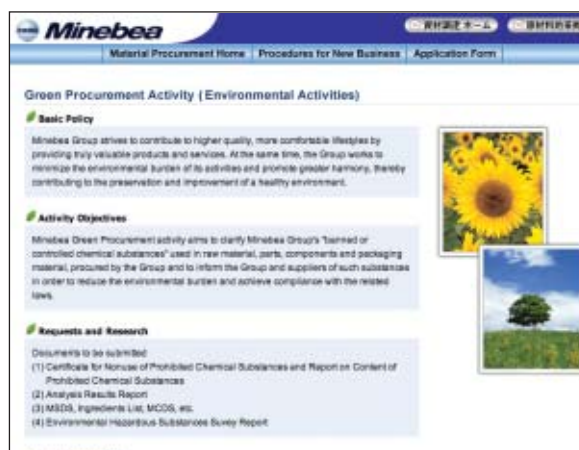 Minebea
資材調達 ホーム
Material Procurement Home Procedures for New Business Application Form
Green Procurement Activity (Environmental Activities)
Basic Policy
Minebea Group strives to contribute to higher quality, more comfortable lifestyles by
providing truly valuable products and services. At the same time, the Group works to
minimize the environmental burden of its activities and promote greater harmony, thereby
contributing to the preservation and improvement of a healthy environment.
Activity Objectives
Minebea Green Procurement activity aims to clarify Minebea Group's "banned or
controlled chemical substances" used in raw material, parts, components and packaging
material, procured by the Group and to inform the Group and suppliers of such substances
in order to reduce the environmental burden and achieve compliance with the related
laws.
Requests and Research
Documents to be submitted
(1) Certificate for Nonuse of Prohibited Chemical Substances and Report on Content of
Prohibited Chemical Substances
(2) Analysis Results Report
(3) MSDS, Ingredients List, MCDS, etc.
(4) Environmental Hazardous Substances Suvey Report